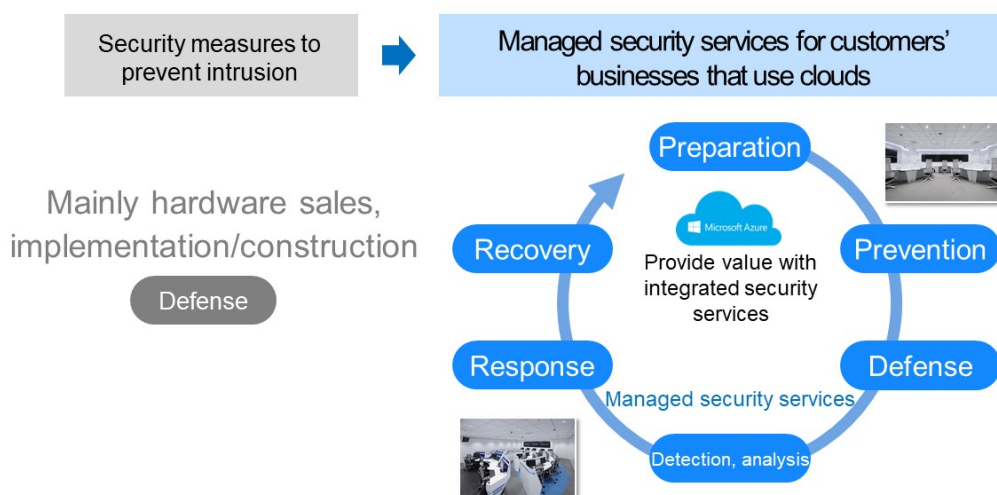 Security measures to
prevent intrusion
Managed security services for customers'
businesses that use clouds
Mainly hardware sales,
implementation/construction
Defense
Preparation
Prevention
Defense
Detection, analysis
Response
Recovery
Microsoft Azure
Provide value with
integrated security
services
Managed security services